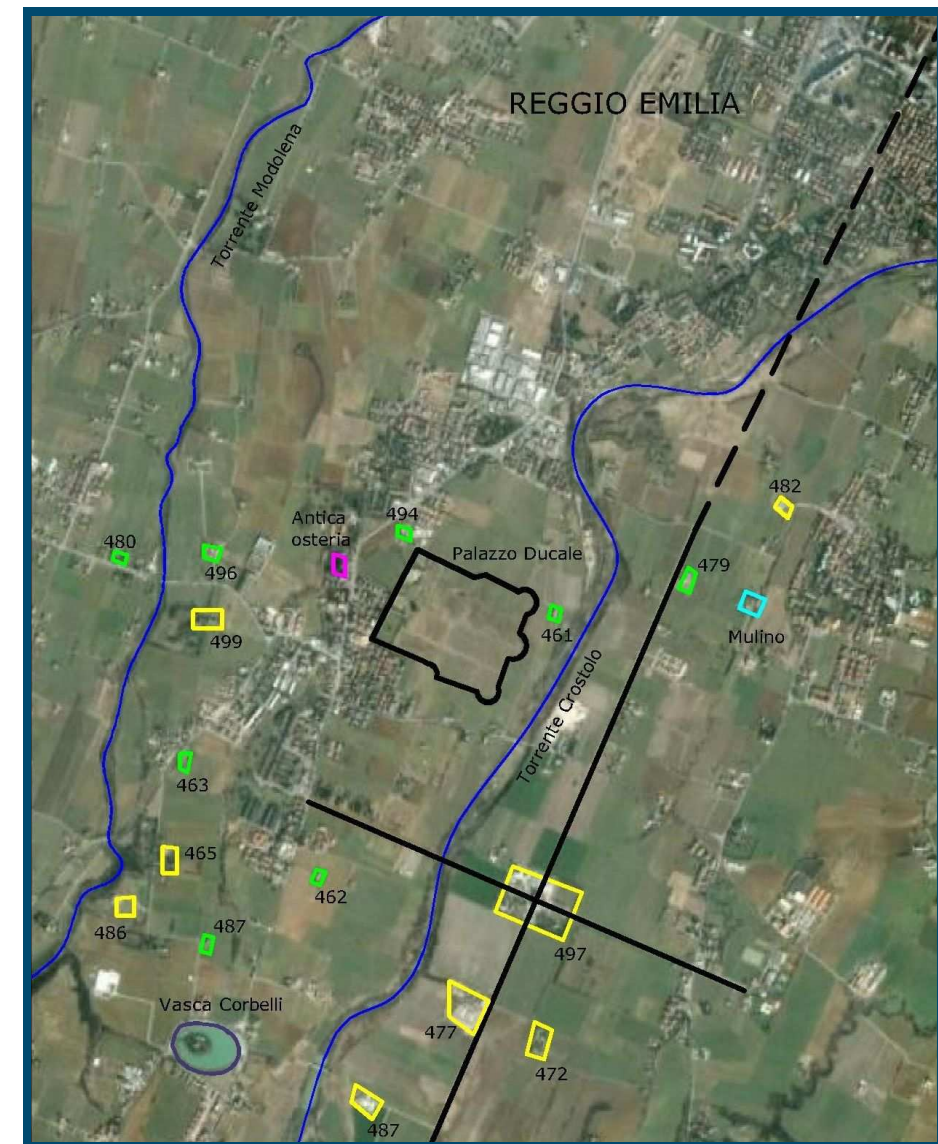 REGGIO EMILIA
Torrente Modolena
482
494
Antica
osteria
480
Palazzo Ducale
496
479
461
499
Mulino
Torrente Crostolo
463
465
462
487
486
497
Vasca Corbelli
477
472
487